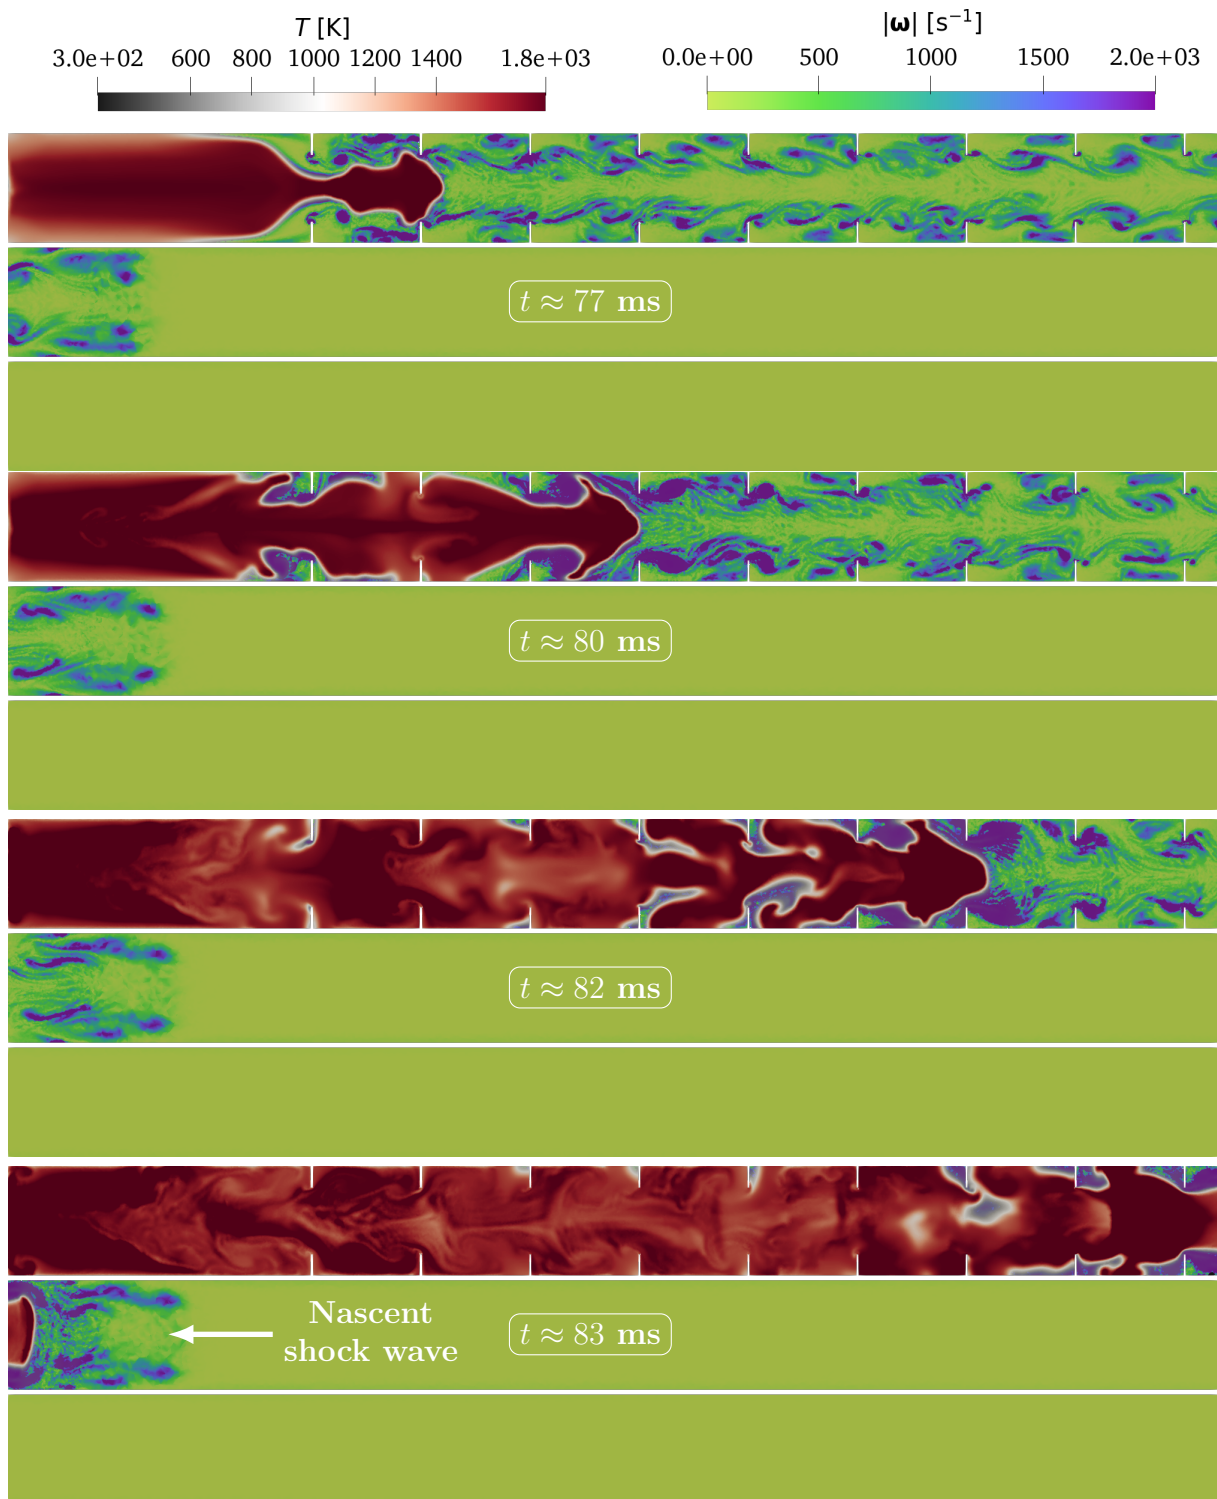 T [K]
3.0e+02 600 800 1000 1200 1400 1.8e+03
|ω| [s⁻¹]
0.0e+00 500 1000 1500 2.0e+03
t ≈ 77 ms
t ≈ 80 ms
t ≈ 82 ms
Nascent
shock wave
t ≈ 83 ms